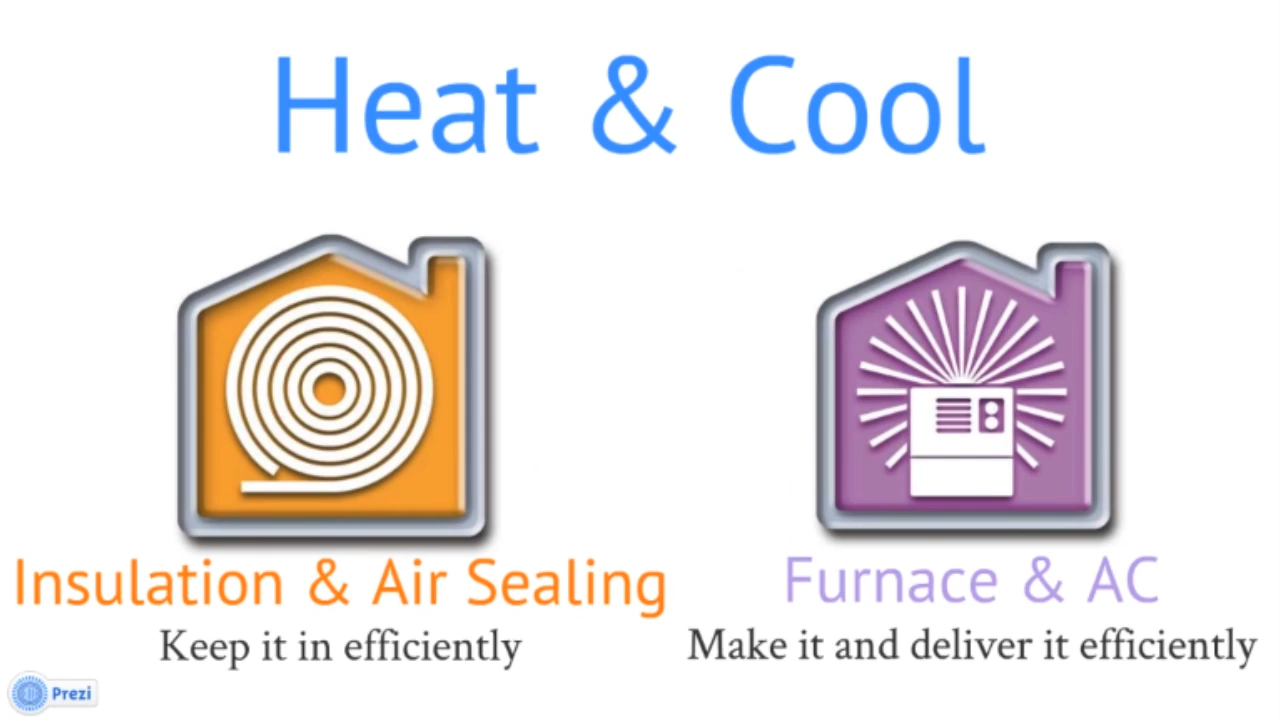 Heat & Cool
Insulation & Air Sealing
Keep it in efficiently
Furnace & AC
Make it and deliver it efficiently
Prezi